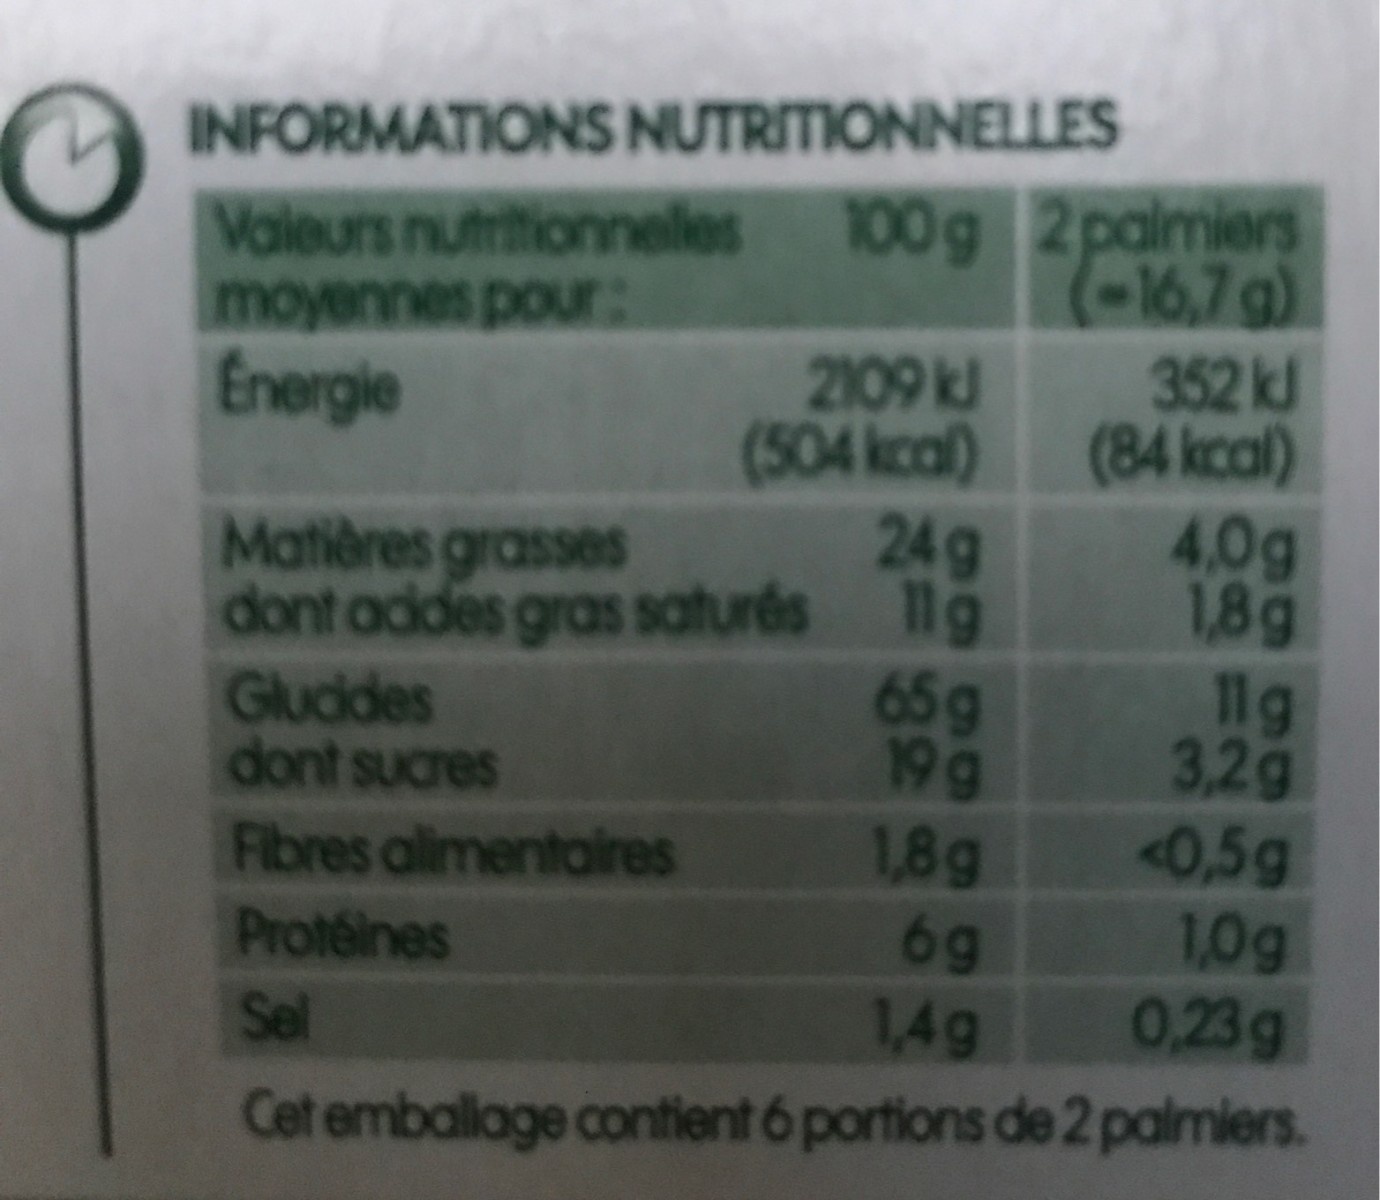 INFORMATIONS NUTRITIONNELLES
Valeurs nutritionnelles 100 g 2 palmiers
moyennes pour : (=16,7 g)
Énergie 2109 kJ 352 kJ
(504 kcal) (84 kcal)
Matières grasses 24 g 4,0 g
dont acides gras saturés 11 g 1,8 g
Glucides 65 g 11 g
dont sucres 19 g 3,2 g
Fibres alimentaires 1,8 g <0,5 g
Protéines 6 g 1,0 g
Sel 1,4 g 0,23 g
Cet emballage contient 6 portions de 2 palmiers.